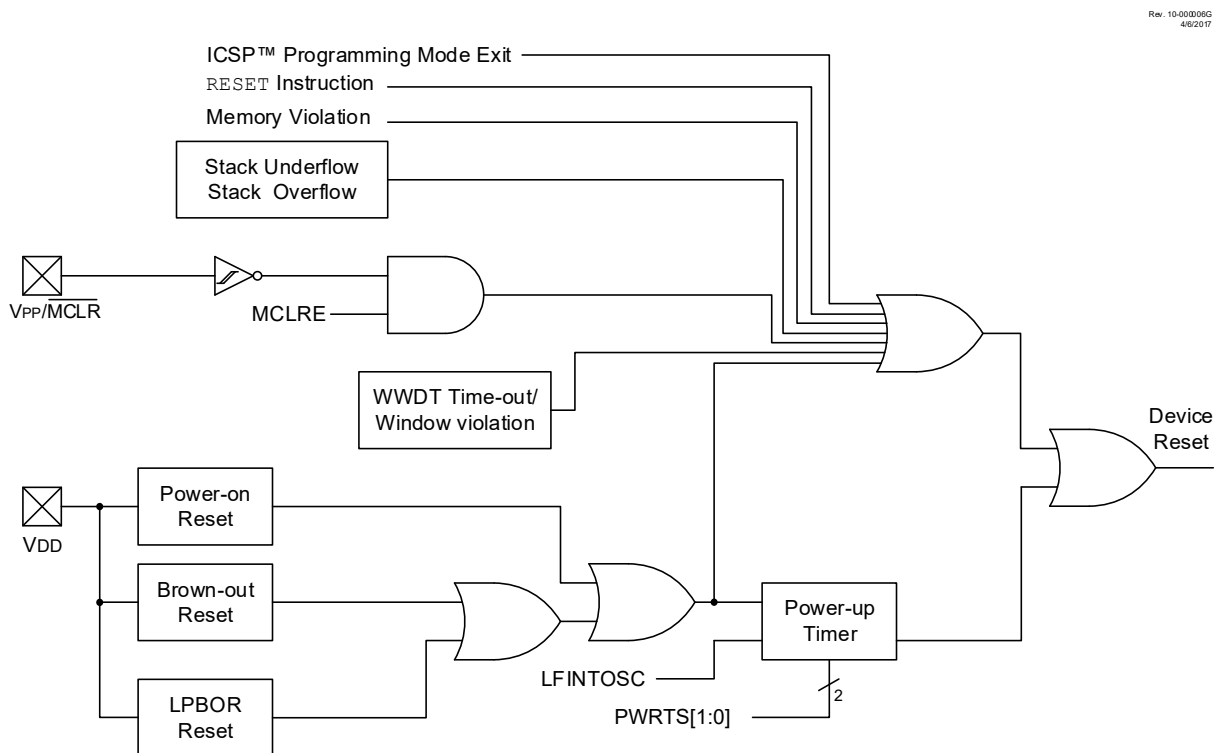 Rev. 10-000006G
4/6/2017
ICSP™ Programming Mode Exit
RESET Instruction
Memory Violation
Stack Underflow
Stack Overflow
VPP/MCLR
MCLRE
WWDT Time-out/
Window violation
Device
Reset
Power-on
Reset
VDD
Brown-out
Reset
Power-up
Timer
LFINTOSC
LPBOR
Reset
2
PWRTS[1:0]